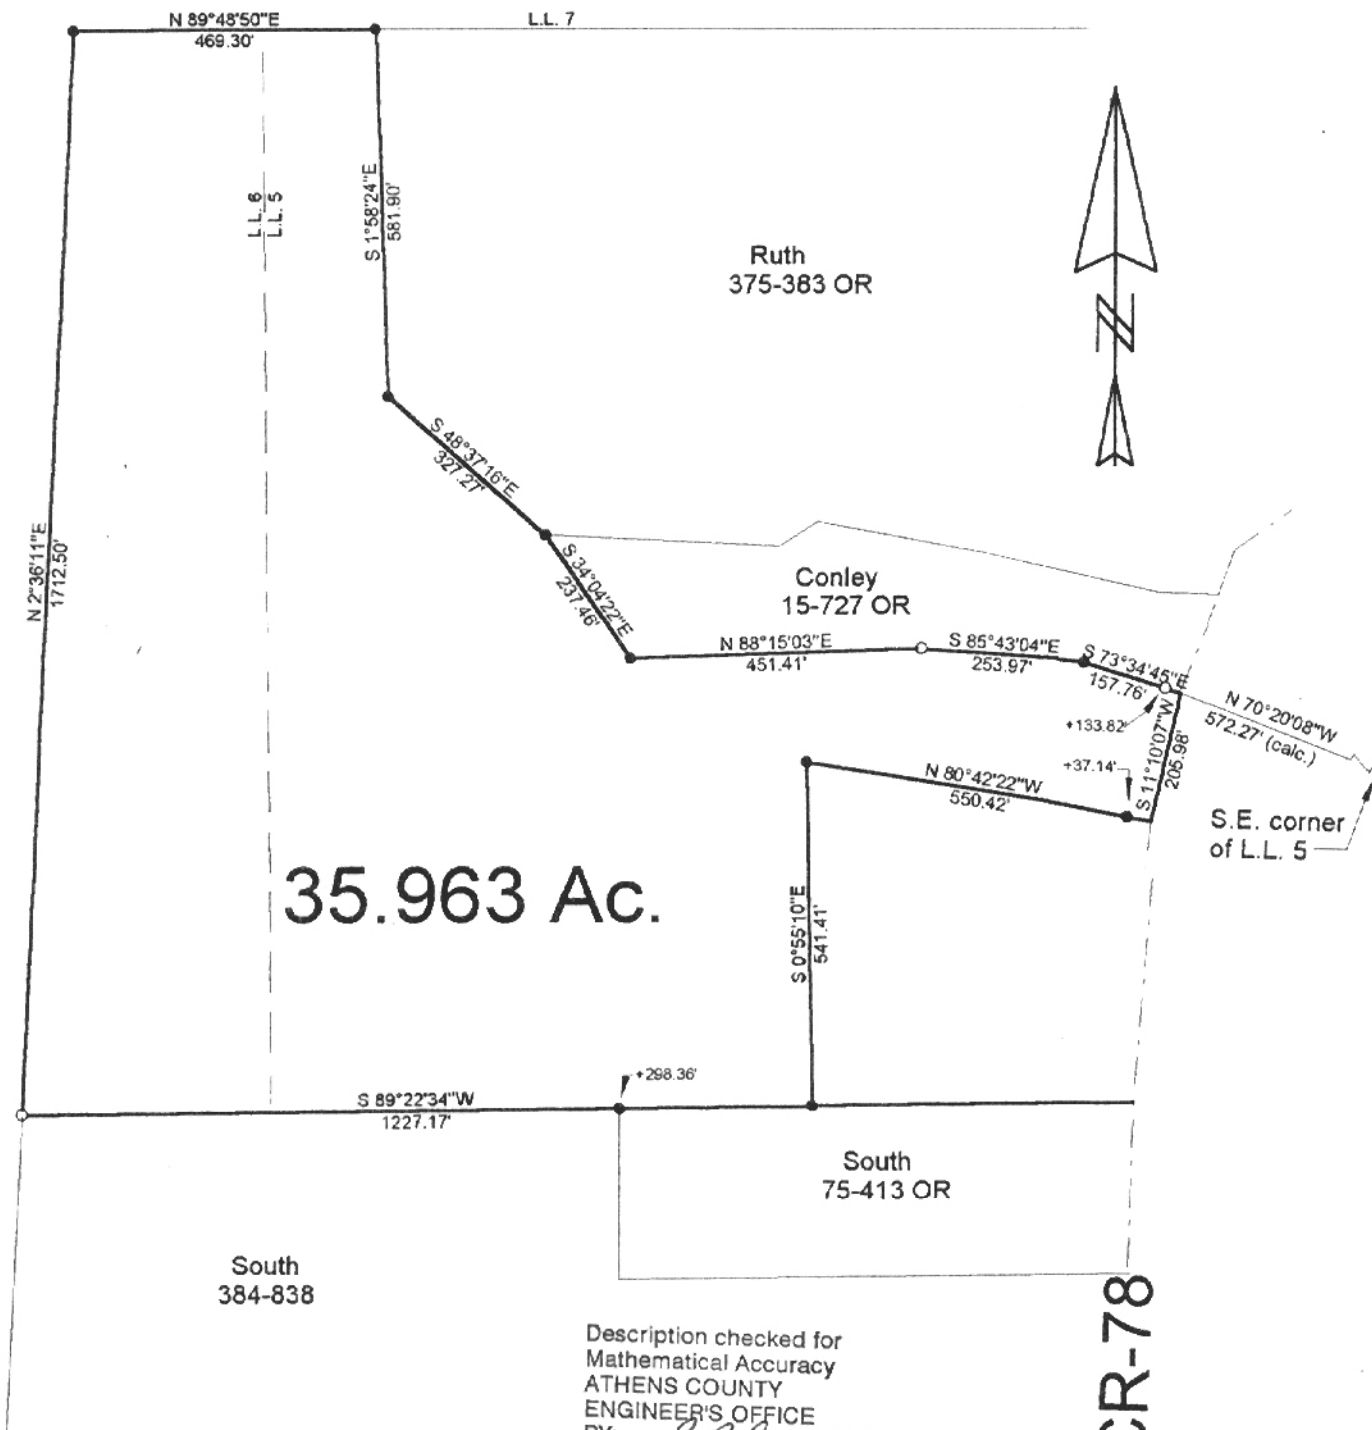 N 89°48'50"E
469.30'
L.L. 7
L.L. 6
L.L. 5
S 1°58'24"E
581.90'
Ruth
375-383 OR
N
S 48°37'16"E
327.27'
N 2°36'11"E
1712.50'
S 34°04'22"E
237.46'
Conley
15-727 OR
N 88°15'03"E
451.41'
S 85°43'04"E
253.97'
S 73°34'45"E
157.76'
+133.82'
N 70°20'08"W
572.27' (calc.)
S 11°10'07"W
205.98'
+37.14'
N 80°42'22"W
550.42'
S.E. corner
of L.L. 5
35.963 Ac.
S 0°55'10"E
541.41'
+298.36'
S 89°22'34"W
1227.17'
South
75-413 OR
South
384-838
CR-78
Description checked for
Mathematical Accuracy
ATHENS COUNTY
ENGINEER'S OFFICE
BY